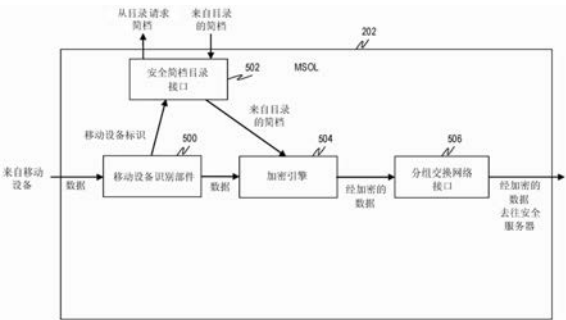 从目录请求
简档
来自目录
的简档
202
安全简档目录
接口
502
MSOL
移动设备标识
来自目录
的简档
500
504
506
来自移动
设备
数据
移动设备识别部件
数据
加密引擎
经加密的
数据
分组交换网络
接口
经加密的
数据
去往安全
服务器